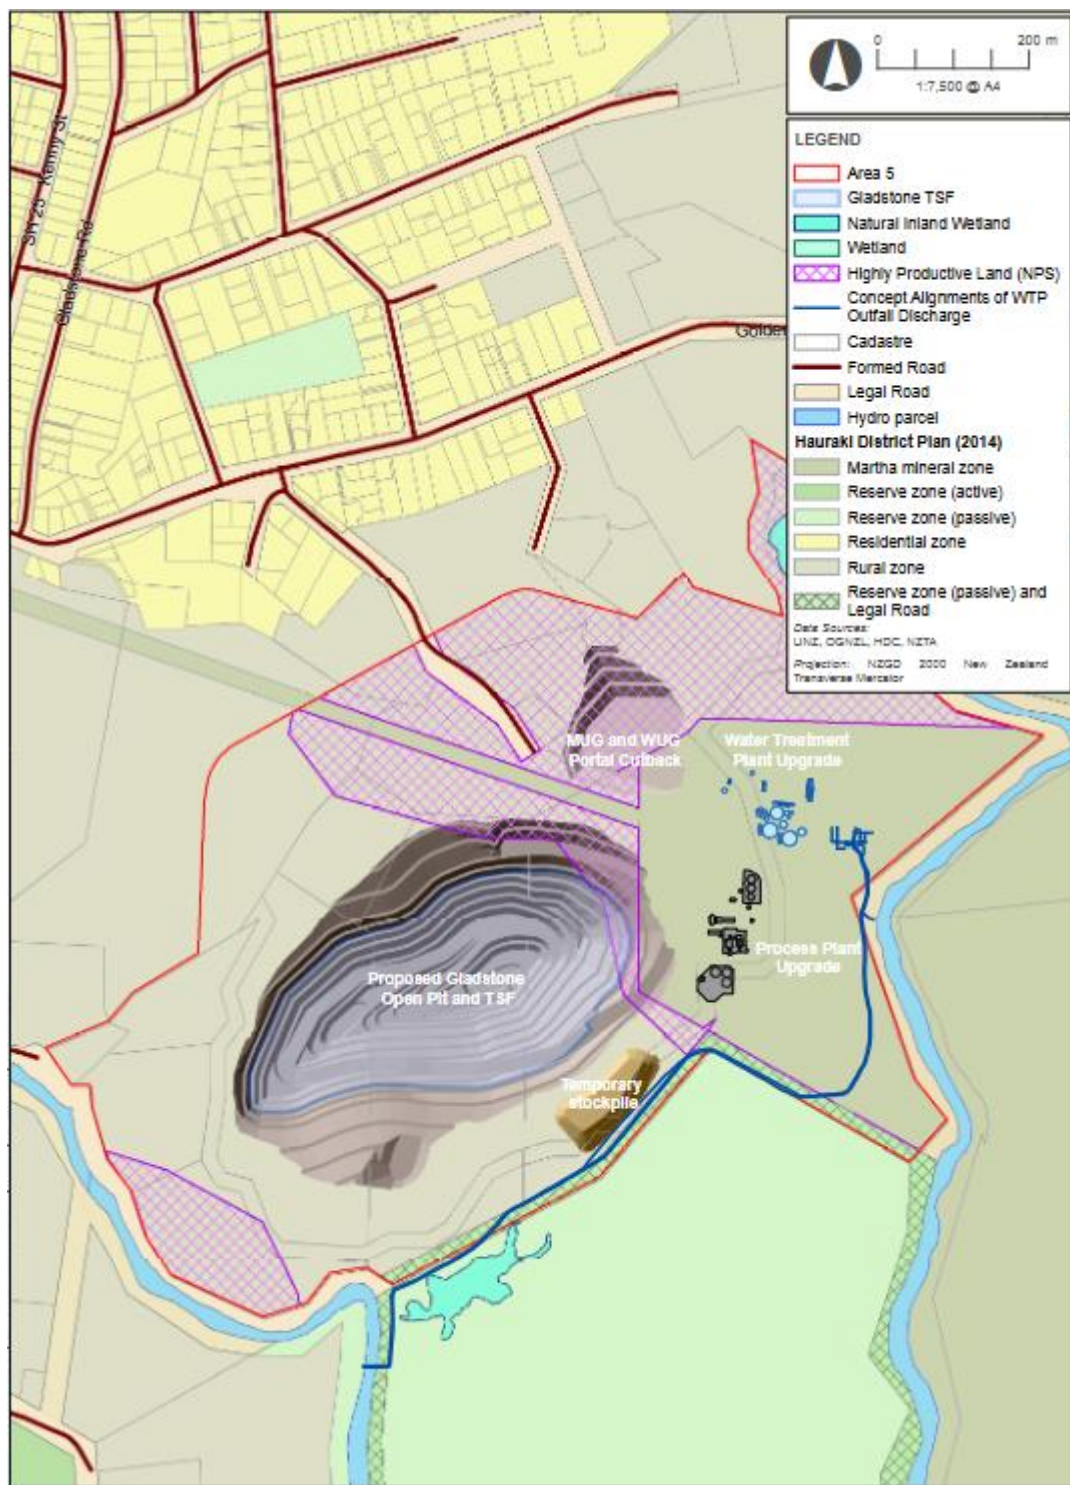 0 200 m
1:7,500 @ A4
LEGEND
Area 5
Gladstone TSF
Natural Inland Wetland
Wetland
Highly Productive Land (NPS)
Concept Alignments of WTP
Outfall Discharge
Cadastre
Formed Road
Legal Road
Hydro parcel
Hauraki District Plan (2014)
Martha mineral zone
Reserve zone (active)
Reserve zone (passive)
Residential zone
Rural zone
Reserve zone (passive) and
Legal Road
Data Sources:
LINZ, OGNZL, HDC, NZTA
Projection: NZGD 2000 New Zealand
Transverse Mercator
SH 25 Kenny St
Gladstone Rd
Golden
MUG and WUG
Portal Cutback
Water Treatment
Plant Upgrade
Process Plant
Upgrade
Proposed Gladstone
Open Pit and TSF
Temporary
stockpile